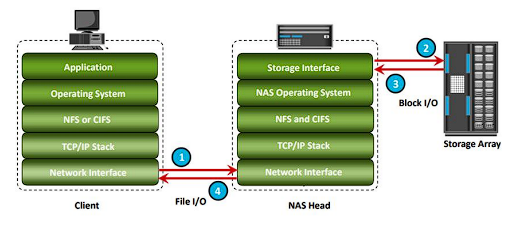 Application
Operating System
NFS or CIFS
TCP/IP Stack
Network Interface
Client
1
4
File I/O
Storage Interface
NAS Operating System
NFS and CIFS
TCP/IP Stack
Network Interface
NAS Head
2
3
Block I/O
Storage Array